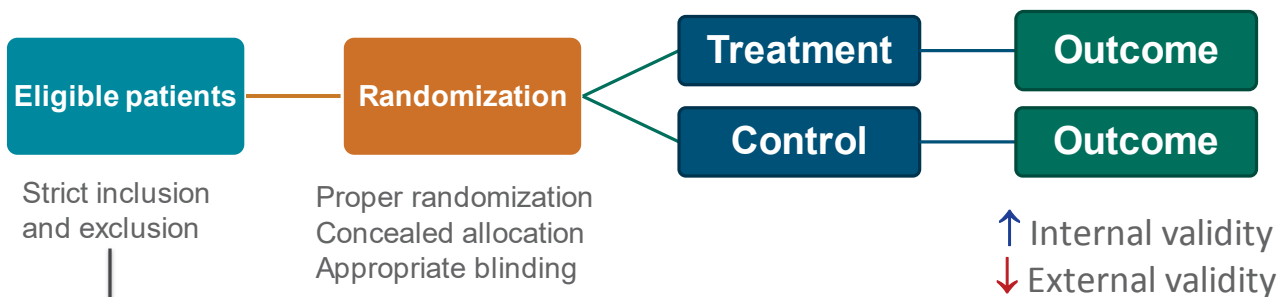 Eligible patients
Randomization
Treatment
Outcome
Control
Outcome
Strict inclusion
and exclusion
Proper randomization
Concealed allocation
Appropriate blinding
↑ Internal validity
↓ External validity